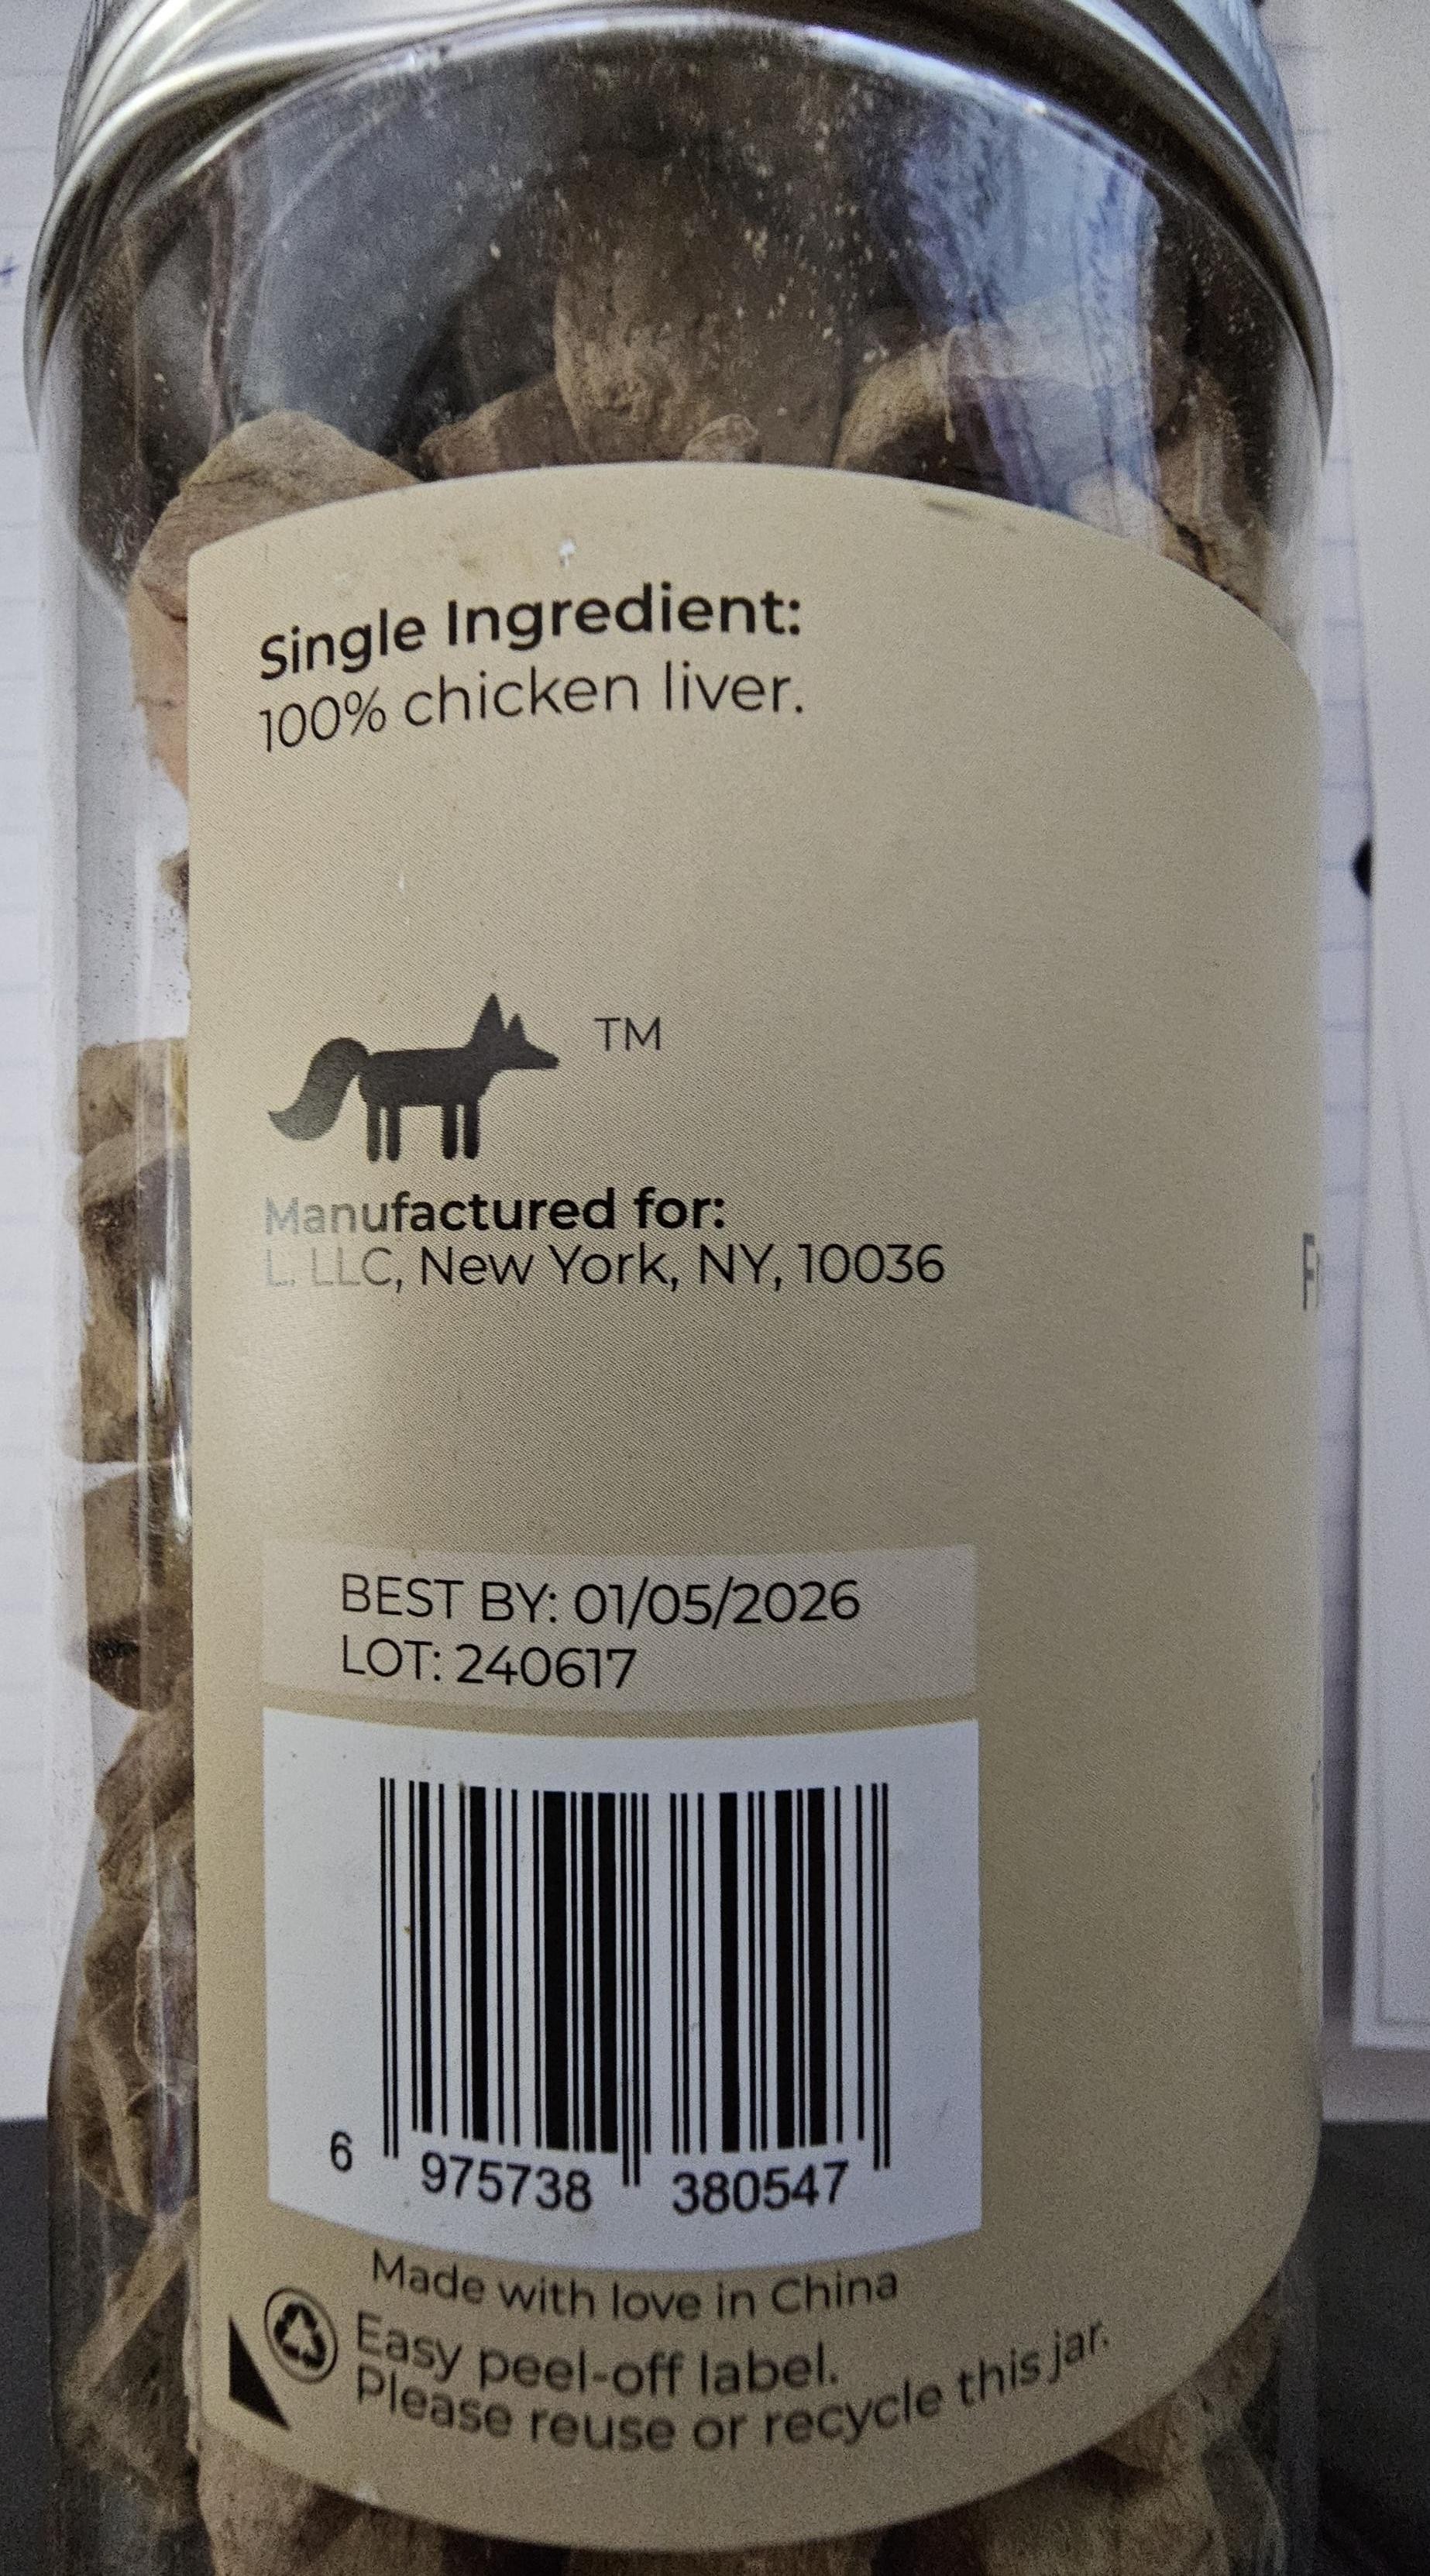 Single Ingredient:
100% chicken liver.
TM
Manufactured for:
L. LLC, New York, NY, 10036
BEST BY: 01/05/2026
LOT: 240617
6 975738 380547
Made with love in China
Easy peel-off label.
Please reuse or recycle this jar.